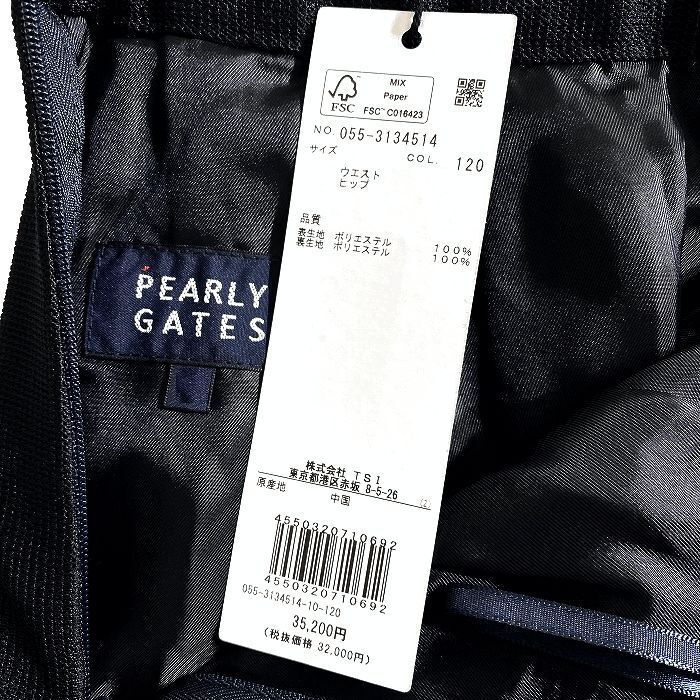 MIX
Paper
FSC™ C016423
FSC
NO. 055-3134514
サイズ COL. 120
ウエスト
ヒップ
品質
表生地 ポリエステル 100%
裏生地 ポリエステル 100%
PEARLY
GATES
株式会社 TSI
東京都港区赤坂 8-5-26 (2)
原産地 中国
4550320710692
4550320710692
055-3134514-10-120
35,200円
(税抜価格 32,000円)